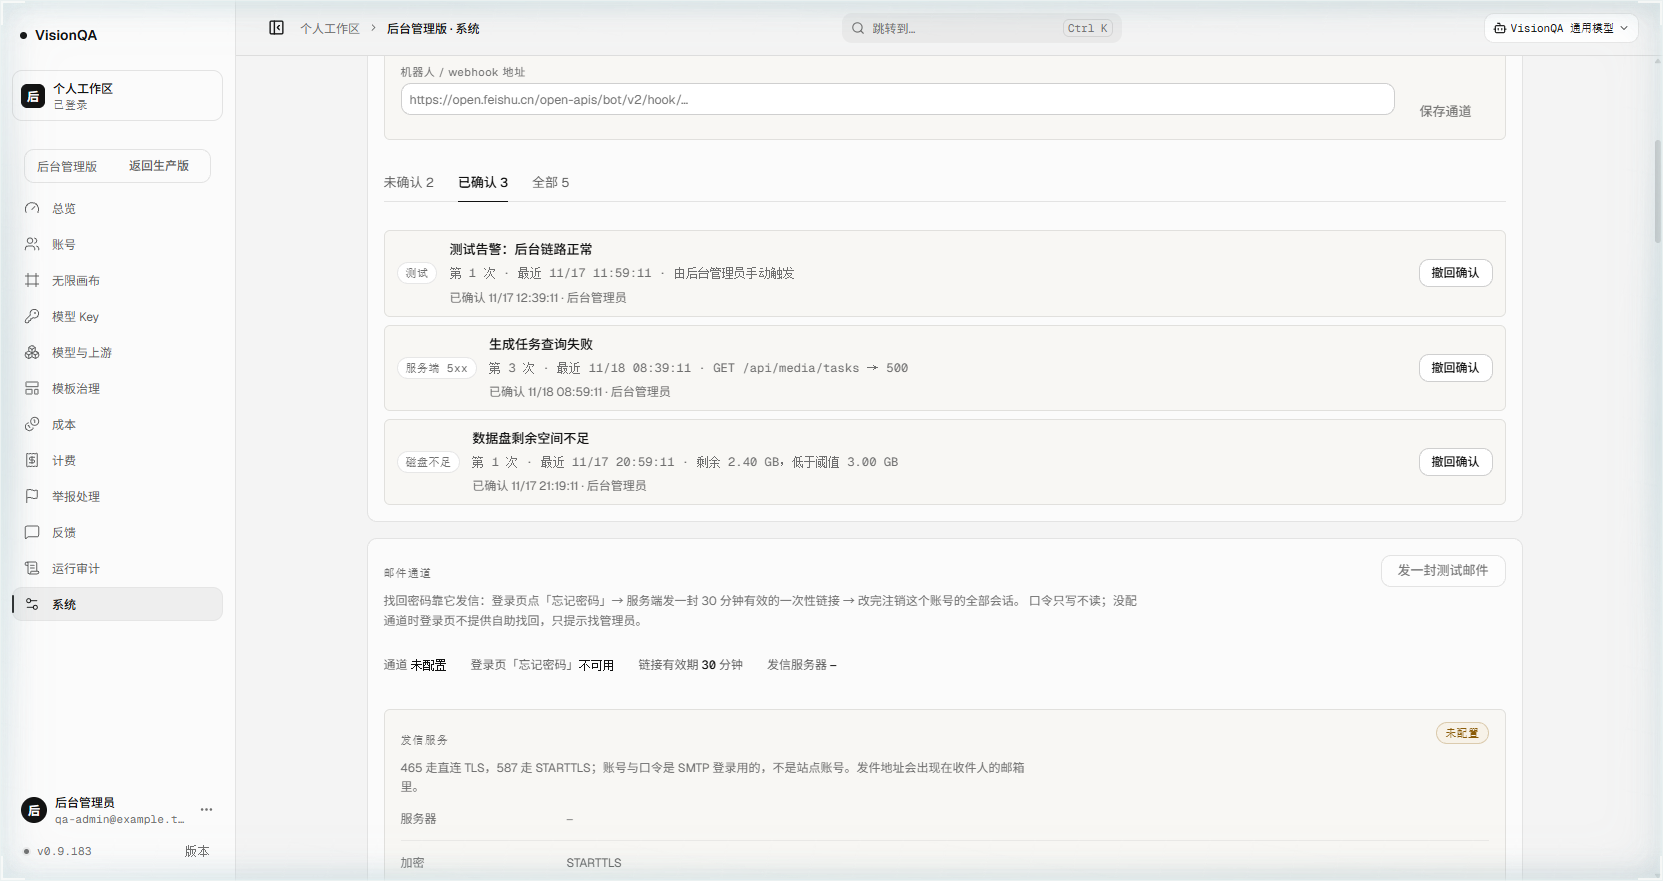 VisionQA
后
个人工作区
已登录
后台管理版
返回生产版
总览
账号
无限画布
模型 Key
模型与上游
模板治理
成本
计费
举报处理
反馈
运行审计
系统
后
后台管理员
qa-admin@example.t…
v0.9.183
版本
个人工作区
后台管理版 · 系统
跳转到…
Ctrl K
VisionQA 通用模型
机器人 / webhook 地址
https://open.feishu.cn/open-apis/bot/v2/hook/…
保存通道
未确认 2
已确认 3
全部 5
测试
测试告警：后台链路正常
第 1 次 · 最近 11/17 11:59:11 · 由后台管理员手动触发
已确认 11/17 12:39:11 · 后台管理员
撤回确认
服务端 5xx
生成任务查询失败
第 3 次 · 最近 11/18 08:39:11 · GET /api/media/tasks → 500
已确认 11/18 08:59:11 · 后台管理员
撤回确认
磁盘不足
数据盘剩余空间不足
第 1 次 · 最近 11/17 20:59:11 · 剩余 2.40 GB，低于阈值 3.00 GB
已确认 11/17 21:19:11 · 后台管理员
撤回确认
邮件通道
发一封测试邮件
找回密码靠它发信：登录页点「忘记密码」→ 服务端发一封 30 分钟有效的一次性链接 → 改完注销这个账号的全部会话。 口令只写不读；没配
通道时登录页不提供自助找回，只提示找管理员。
通道 未配置
登录页「忘记密码」不可用
链接有效期 30 分钟
发信服务器 –
发信服务
未配置
465 走直连 TLS，587 走 STARTTLS；账号与口令是 SMTP 登录用的，不是站点账号。发件地址会出现在收件人的邮箱
里。
服务器
–
加密
STARTTLS